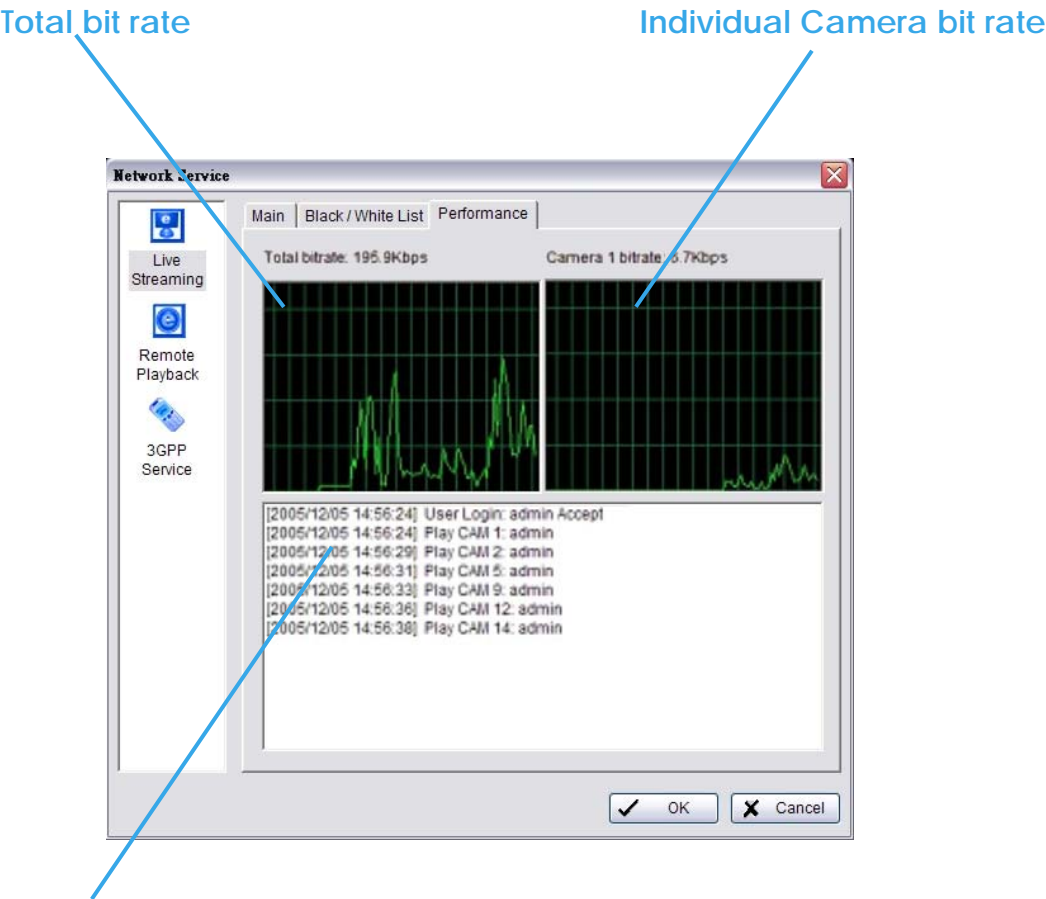 Total bit rate
Individual Camera bit rate
Network Service
Live
Streaming
Remote
Playback
3GPP
Service
Main
Black / White List
Performance
Total bitrate: 195.9Kbps
Camera 1 bitrate:
[2005/12/05 14:56:24] User Login: admin Accept
[2005/12/05 14:56:24] Play CAM 1: admin
[2005/12/05 14:56:29] Play CAM 2: admin
[2005/12/05 14:56:31] Play CAM 5: admin
[2005/12/05 14:56:33] Play CAM 9: admin
[2005/12/05 14:56:36] Play CAM 12: admin
[2005/12/05 14:56:38] Play CAM 14: admin
OK
Cancel